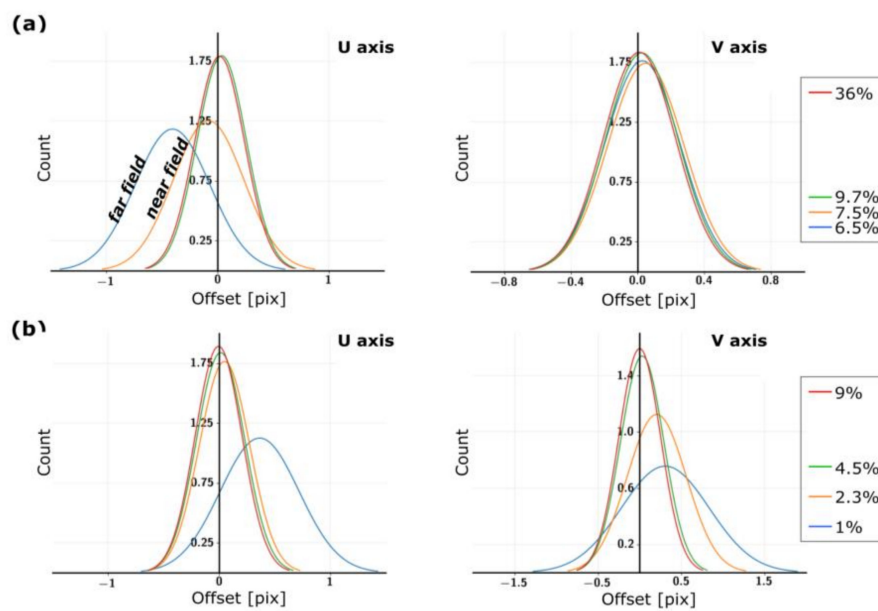 (a)
U axis
V axis
1.75
1.25
0.75
0.25
Count
far field
near field
−1
0
1
Offset [pix]
1.75
1.25
0.75
0.25
Count
−0.8
−0.4
0.0
0.4
0.8
Offset [pix]
36%
9.7%
7.5%
6.5%
(b)
U axis
V axis
1.75
1.25
0.75
0.25
Count
−1
0
1
Offset [pix]
1.4
1.0
0.6
0.2
Count
−1.5
−0.5
0.5
1.5
Offset [pix]
9%
4.5%
2.3%
1%